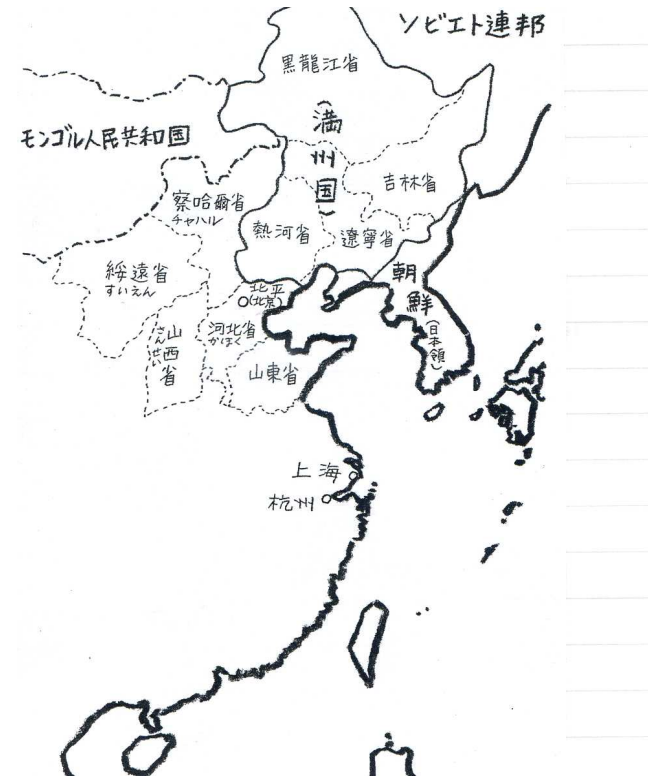 ソビエト連邦
黒龍江省
モンゴル人民共和国
(満州国)
吉林省
察哈爾省
チャハル
熱河省
遼寧省
綏遠省
すいえん
朝鮮
(日本領)
北平
(北京)
山西省
さんせい
河北省
かほく
山東省
上海
杭州